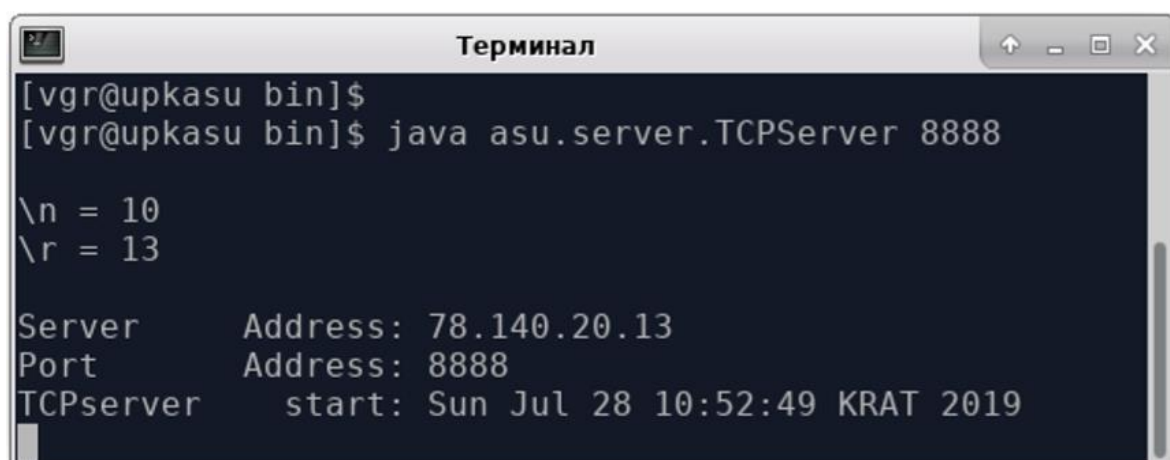 Терминал
[vgr@upkasu bin]$
[vgr@upkasu bin]$ java asu.server.TCPServer 8888
\n = 10
\r = 13
Server Address: 78.140.20.13
Port Address: 8888
TCPserver start: Sun Jul 28 10:52:49 KRAT 2019